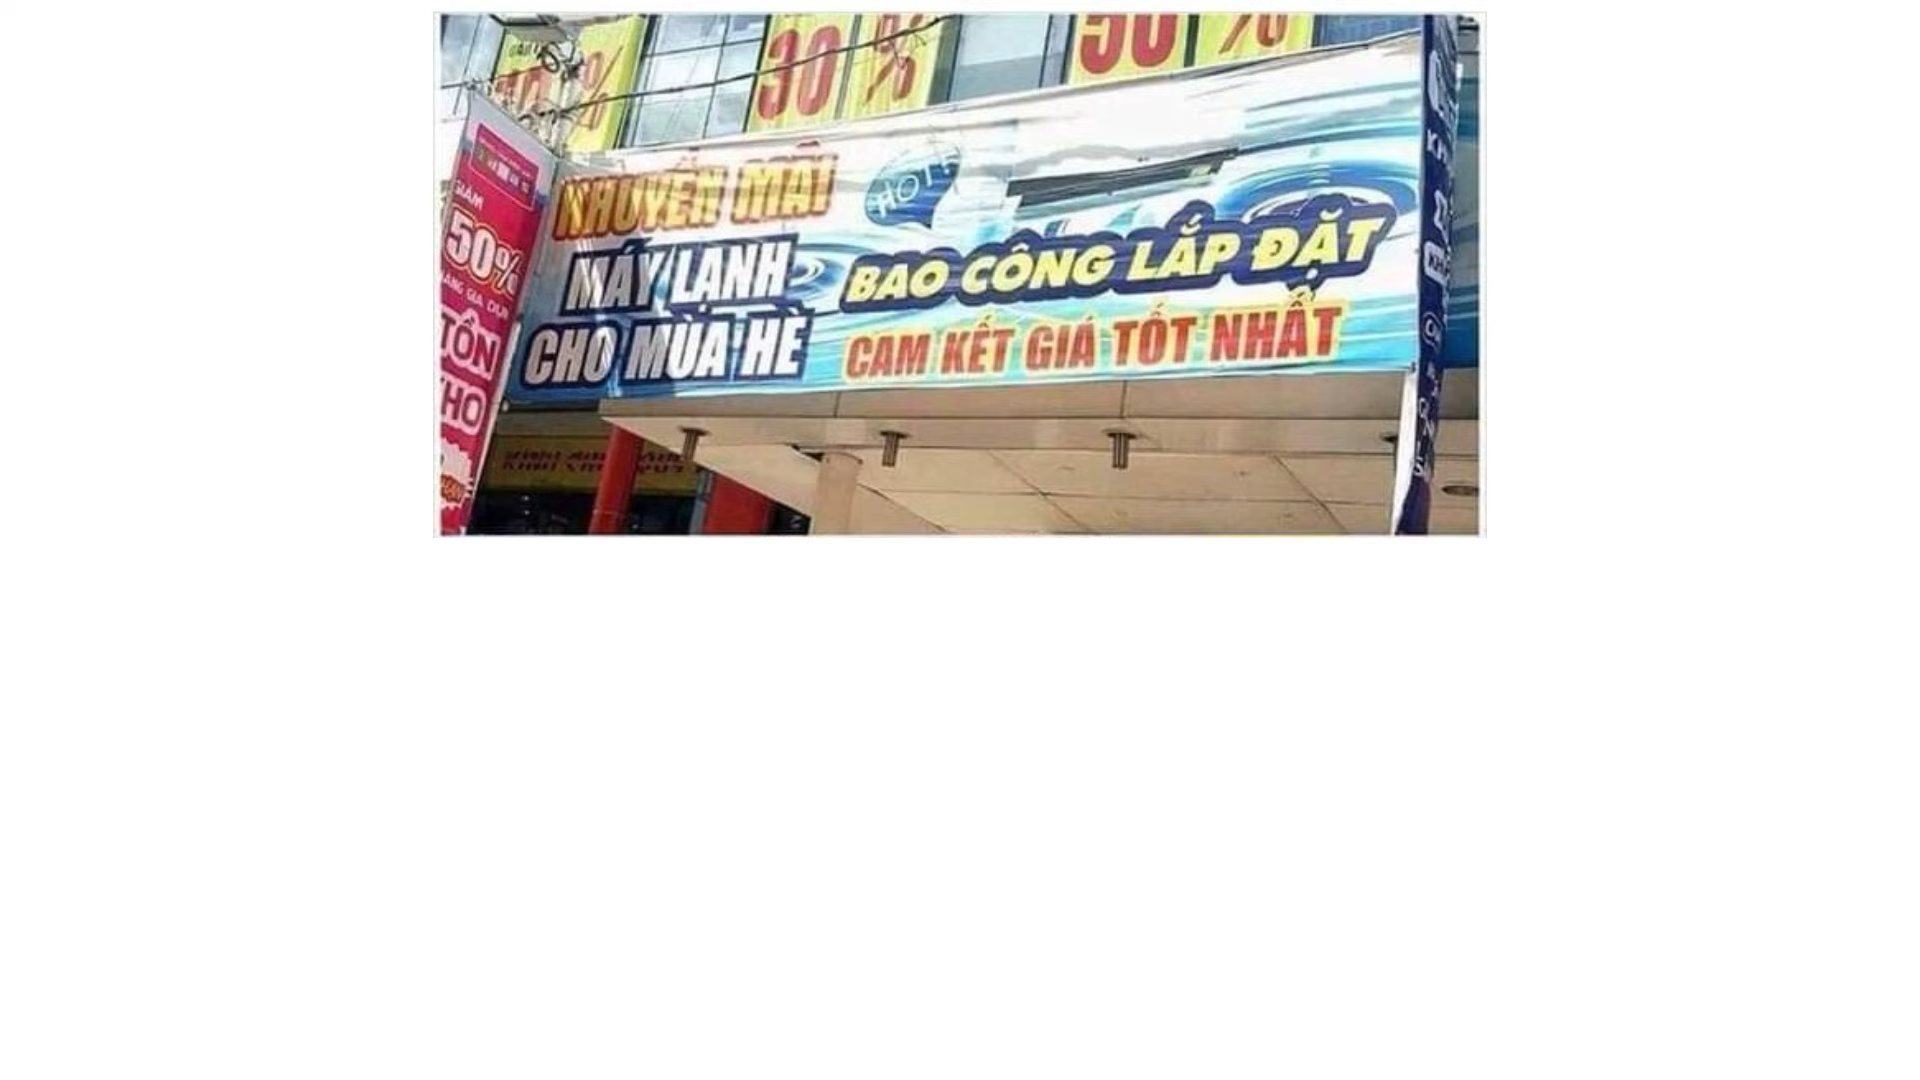 30%
50%
GIẢM
50%
TỒN
KHO
KHUYẾN MÃI
HOT!
MÁY LẠNH
CHO MÙA HÈ
BAO CÔNG LẮP ĐẶT
CAM KẾT GIÁ TỐT NHẤT